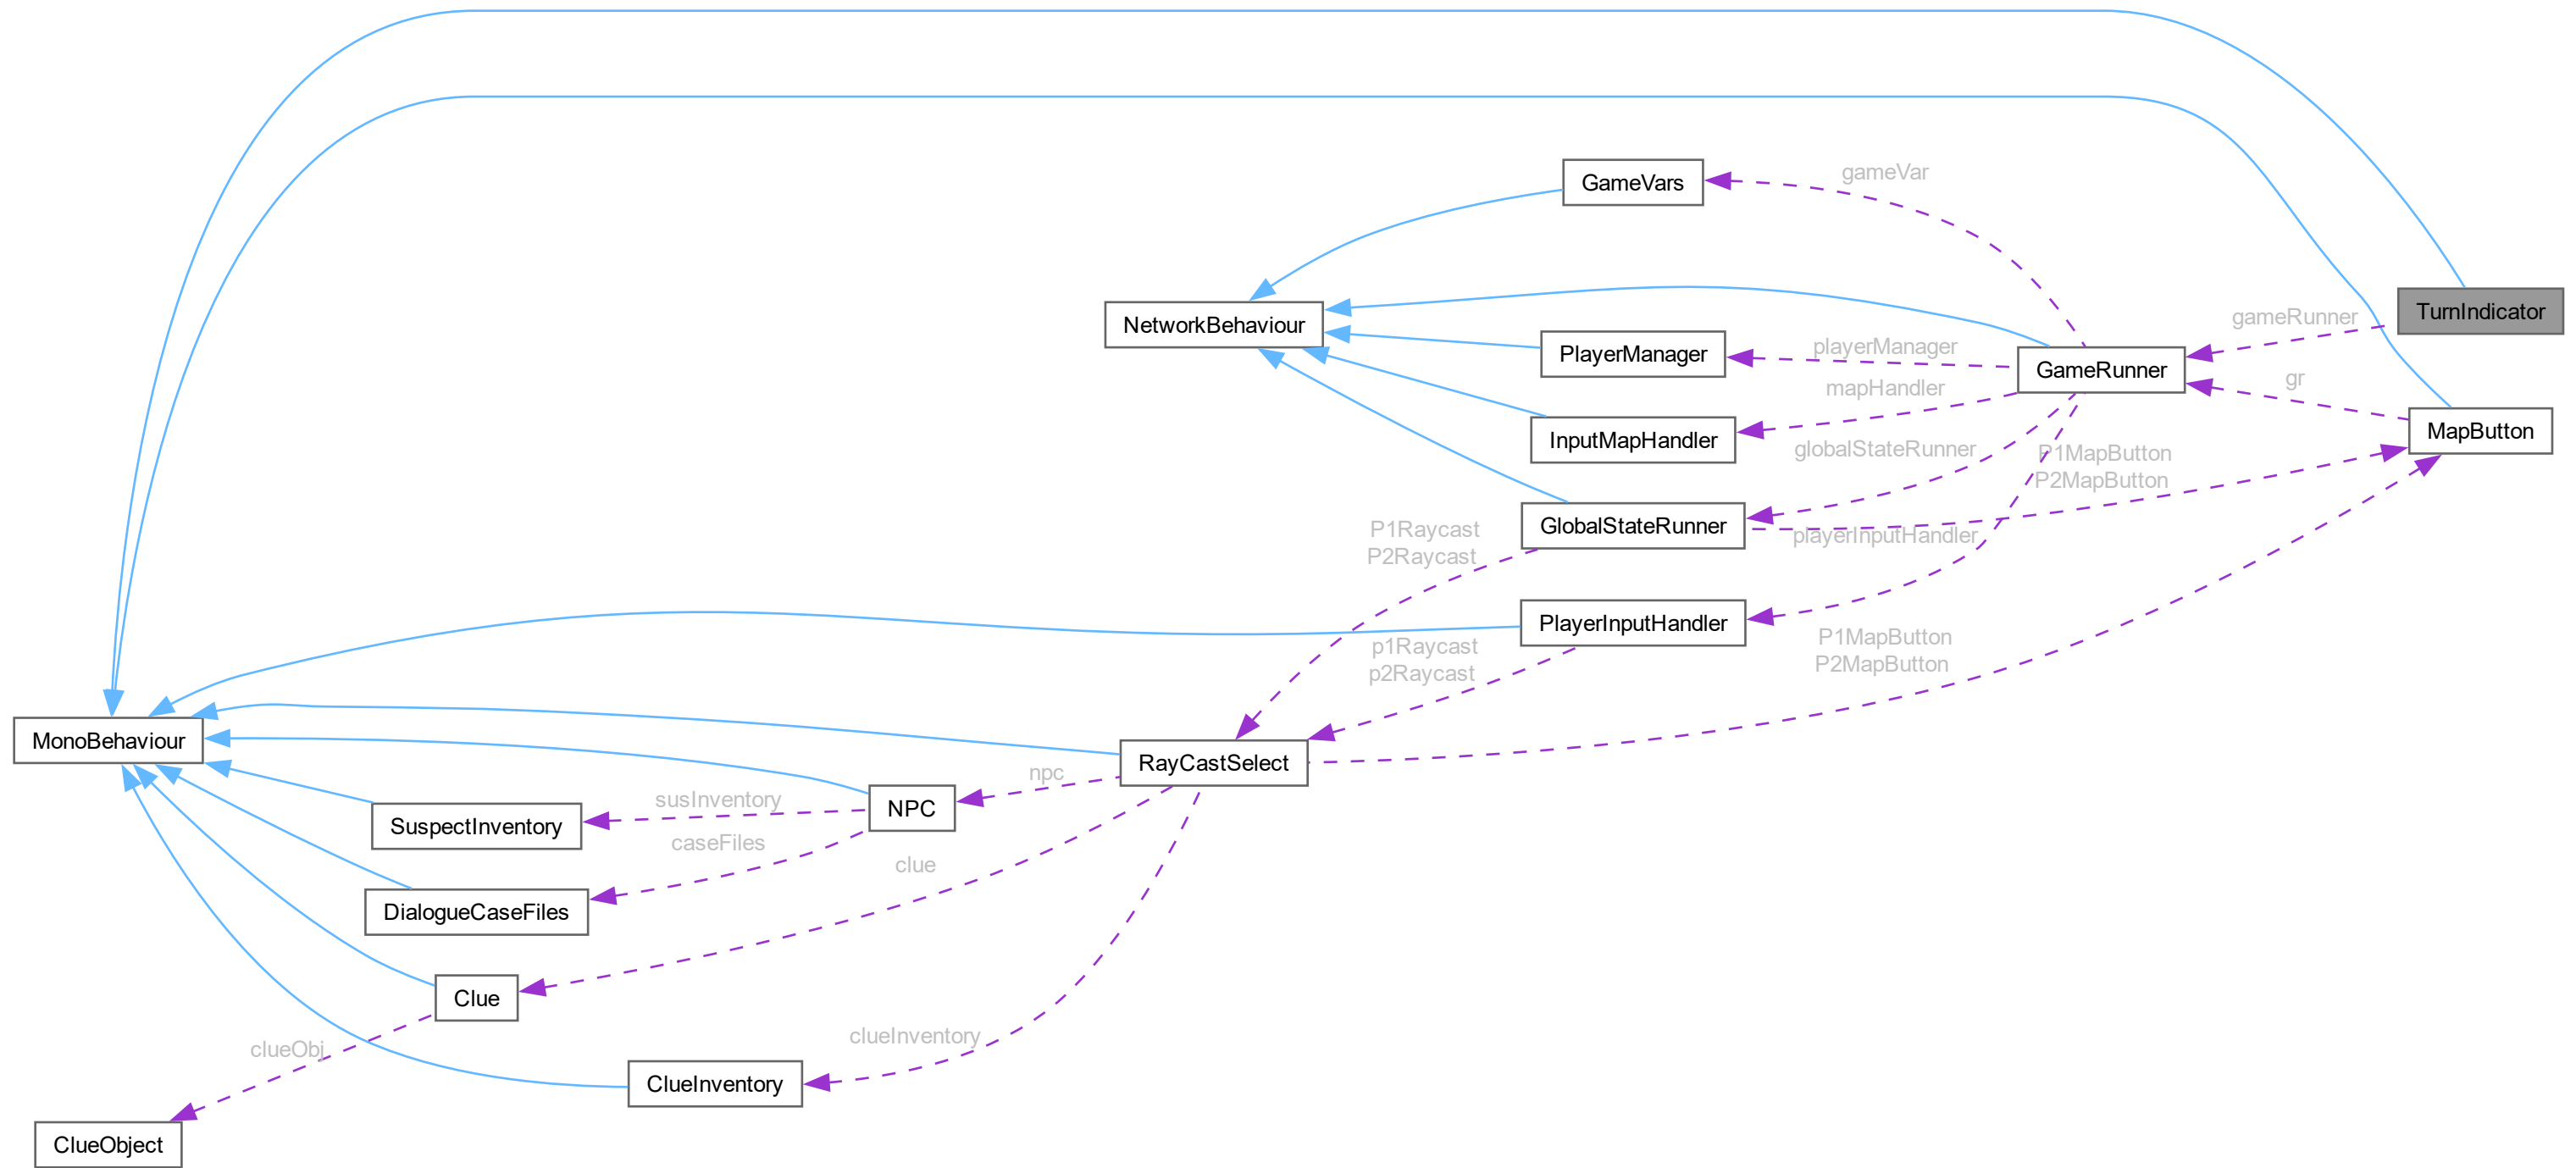 GameVars
gameVar
TurnIndicator
gameRunner
NetworkBehaviour
PlayerManager
playerManager
GameRunner
gr
mapHandler
InputMapHandler
MapButton
globalStateRunner
P1MapButton
P2MapButton
GlobalStateRunner
P1Raycast
P2Raycast
playerInputHandler
PlayerInputHandler
p1Raycast
p2Raycast
P1MapButton
P2MapButton
MonoBehaviour
RayCastSelect
npc
susInventory
NPC
SuspectInventory
caseFiles
clue
DialogueCaseFiles
Clue
clueInventory
clueObj
ClueInventory
ClueObject